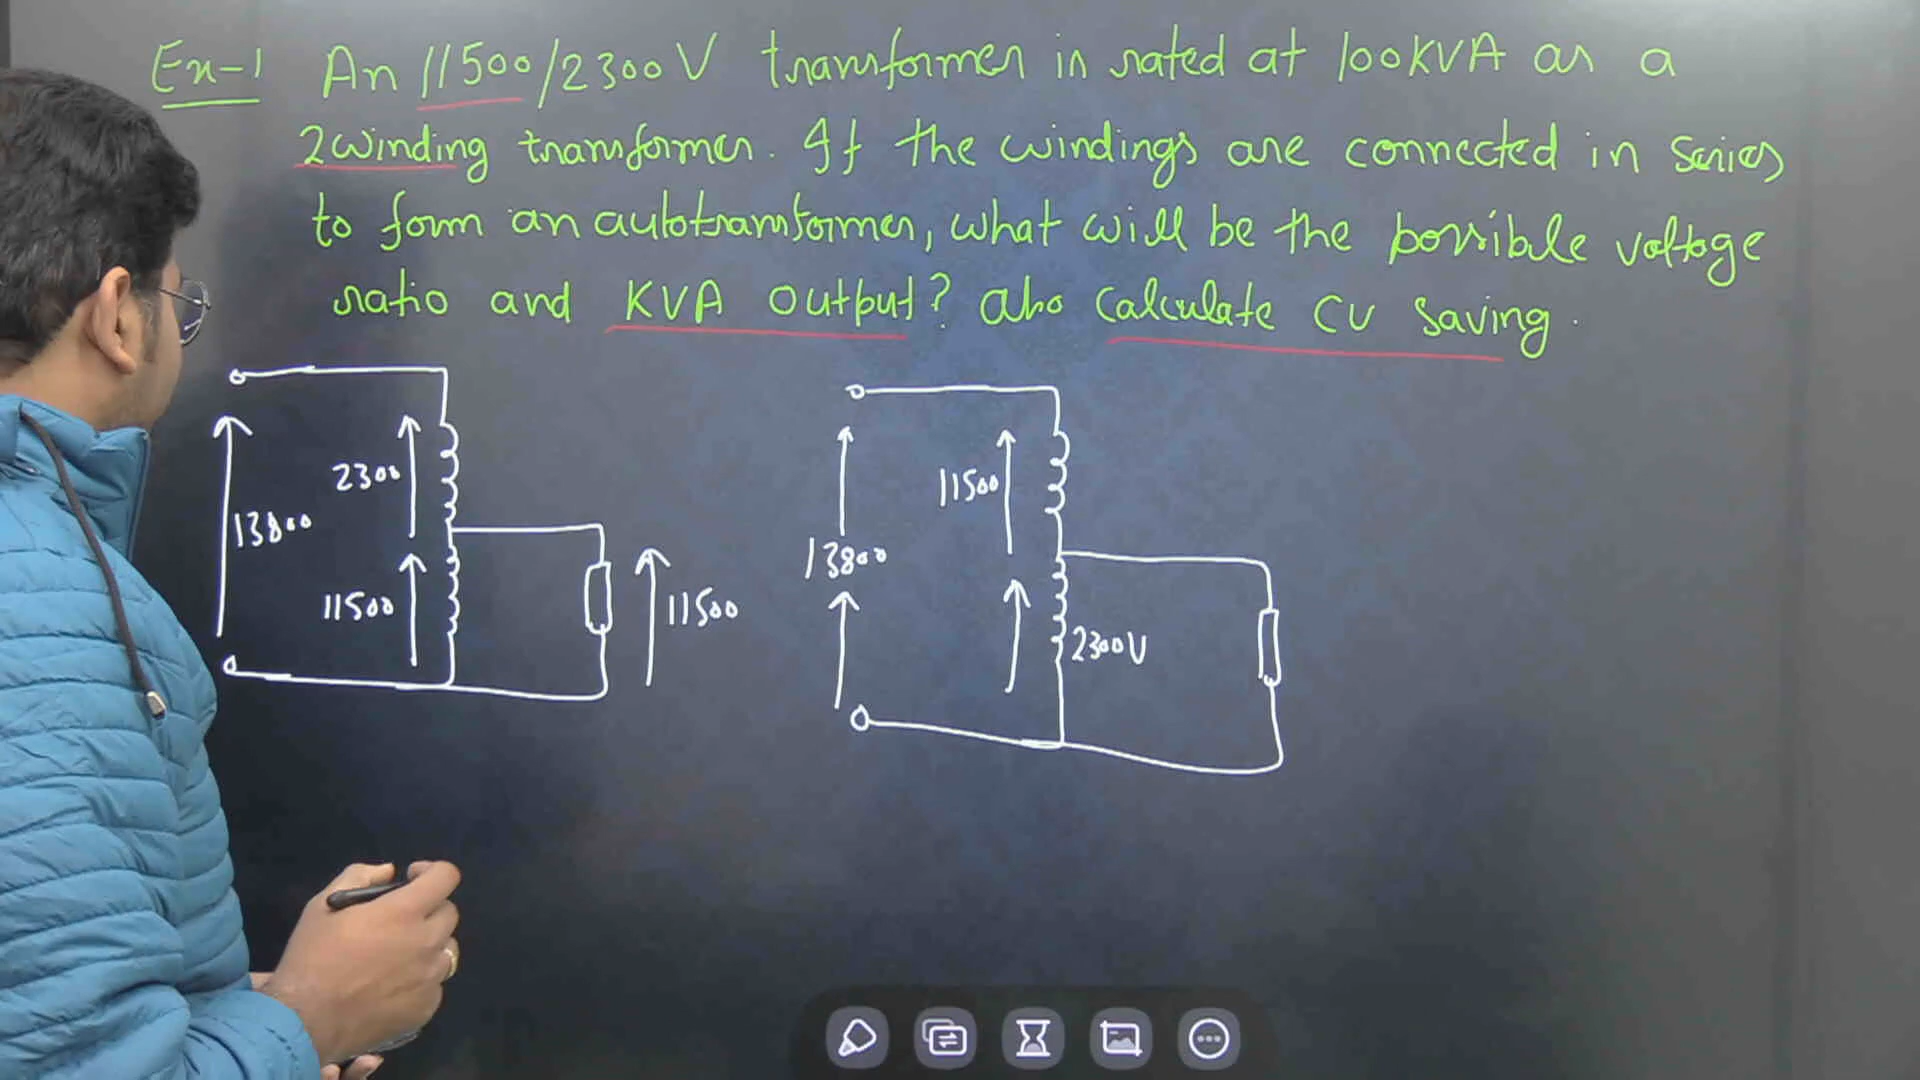 Ex-1 An 11500/2300V transformer is rated at 100KVA as a
2winding transformer. If the windings are connected in series
to form an autotransformer, what will be the possible voltage
ratio and KVA output? also Calculate CU saving.
13800
2300
11500
11500
13800
11500
2300V